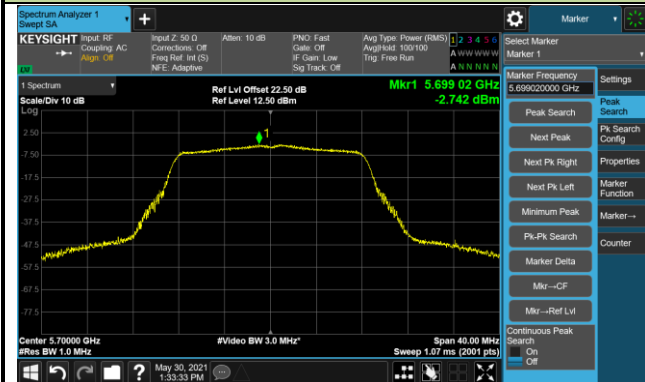 Spectrum Analyzer 1
Swept SA
Marker
KEYSIGHT
Input: RF
Coupling: AC
Align: Off
Input Z: 50 Ω
Corrections: Off
Freq Ref: Int (S)
NFE: Adaptive
Atten: 10 dB
PNO: Fast
Gate: Off
IF Gain: Low
Sig Track: Off
Avg Type: Power (RMS)
Avg|Hold: 100/100
Trig: Free Run
1 2 3 4 5 6
A W W W W W
A N N N N N
Select Marker
Marker 1
1 Spectrum
Scale/Div 10 dB
Log
Ref Lvl Offset 22.50 dB
Ref Level 12.50 dBm
Mkr1 5.699 02 GHz
-2.742 dBm
2.50
-7.50
-17.5
-27.5
-37.5
-47.5
-57.5
-67.5
-77.5
1
Center 5.70000 GHz
#Res BW 1.0 MHz
#Video BW 3.0 MHz*
Span 40.00 MHz
Sweep 1.07 ms (2001 pts)
Marker Frequency
5.699020000 GHz
Peak Search
Next Peak
Next Pk Right
Next Pk Left
Minimum Peak
Pk-Pk Search
Marker Delta
Mkr→CF
Mkr→Ref Lvl
Continuous Peak
Search
On
Off
Settings
Peak
Search
Pk Search
Config
Properties
Marker
Function
Marker→
Counter
May 30, 2021
1:33:33 PM